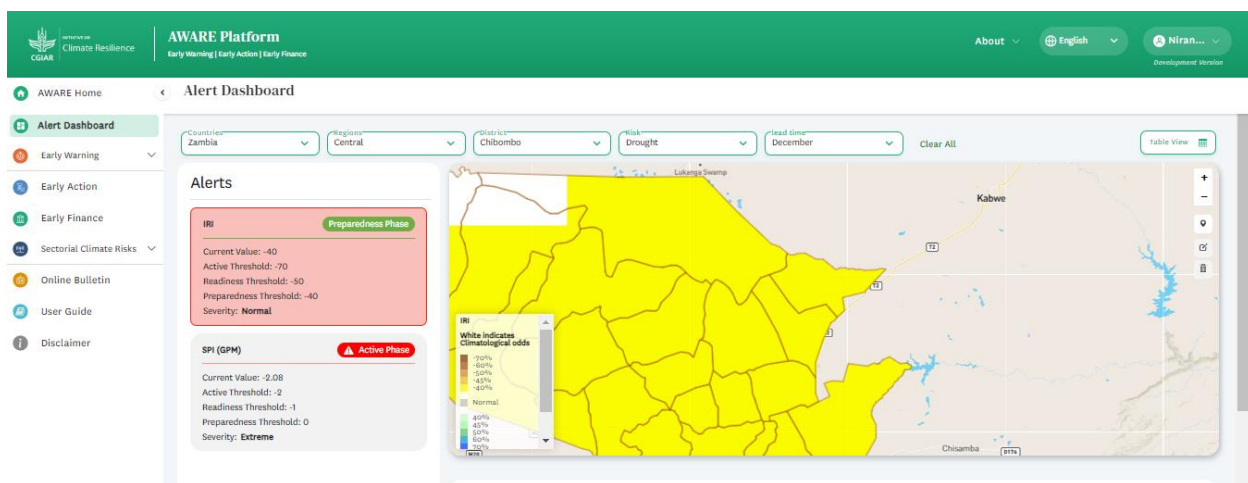 INITIATIVE ON
Climate Resilience
CGIAR
AWARE Platform
Early Warning | Early Action | Early Finance
About
English
Niran...
Development Version
AWARE Home
Alert Dashboard
Early Warning
Early Action
Early Finance
Sectorial Climate Risks
Online Bulletin
User Guide
Disclaimer
Alert Dashboard
Countries
Zambia
Regions
Central
District
Chibombo
Risk
Drought
lead time
December
Clear All
Table View
Alerts
IRI
Preparedness Phase
Current Value: -40
Active Threshold: -70
Readiness Threshold: -50
Preparedness Threshold: -40
Severity: Normal
SPI (GPM)
Active Phase
Current Value: -2.08
Active Threshold: -2
Readiness Threshold: -1
Preparedness Threshold: 0
Severity: Extreme
Lukanga Swamp
Kabwe
T2
T2
Chisamba
D176
+
−
IRI
White indicates
Climatological odds
-70%
-60%
-50%
-45%
-40%
Normal
40%
45%
50%
60%
70%
M20